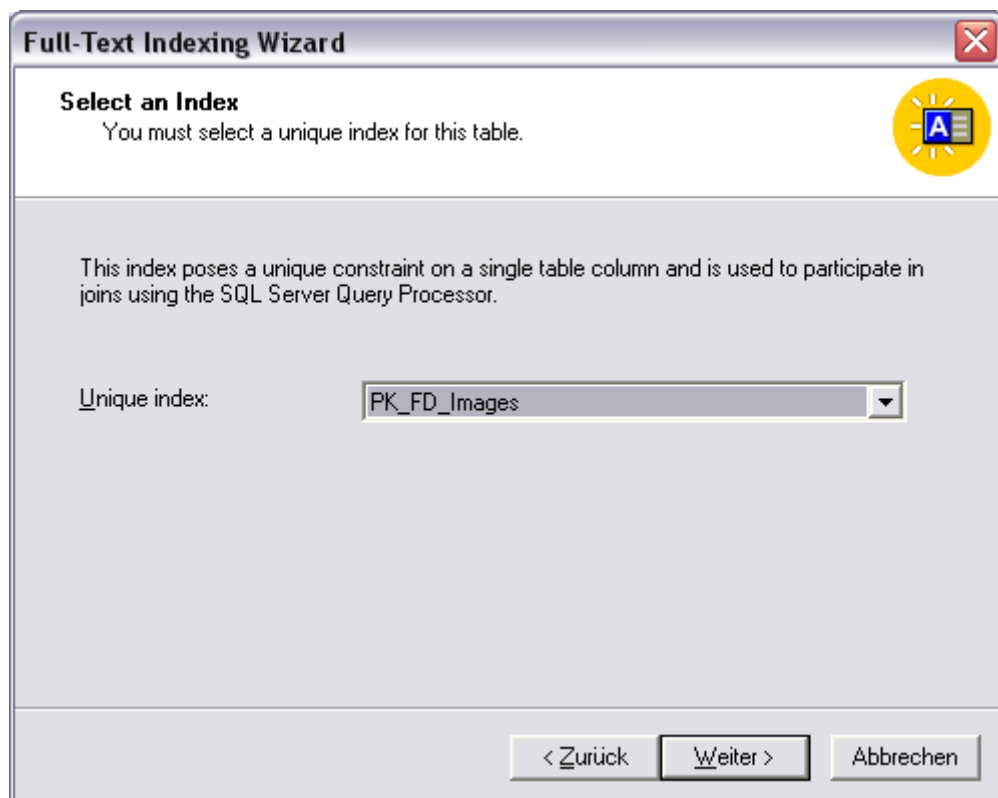 Full-Text Indexing Wizard
Select an Index
You must select a unique index for this table.
A
This index poses a unique constraint on a single table column and is used to participate in
joins using the SQL Server Query Processor.
Unique index:
PK_FD_Images
< Zurück
Weiter >
Abbrechen